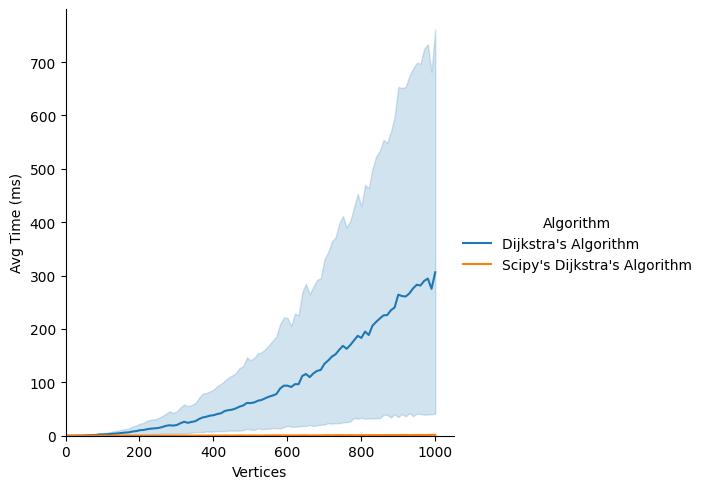 700
600
500
400
300
200
100
0
Avg Time (ms)
0 200 400 600 800 1000
Vertices
Algorithm
Dijkstra's Algorithm
Scipy's Dijkstra's Algorithm